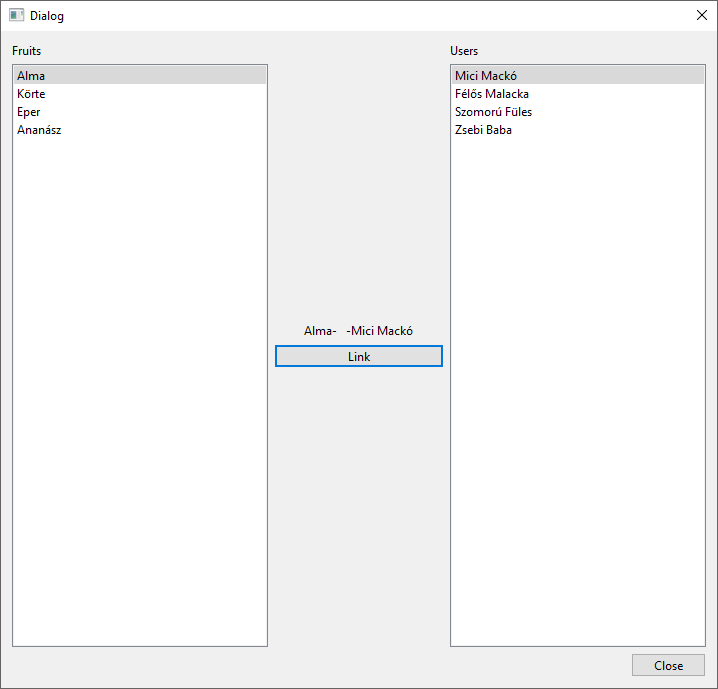 Dialog
Fruits
Alma
Körte
Eper
Ananász
Alma- -Mici Mackó
Link
Users
Mici Mackó
Félős Malacka
Szomorú Füles
Zsebi Baba
Close